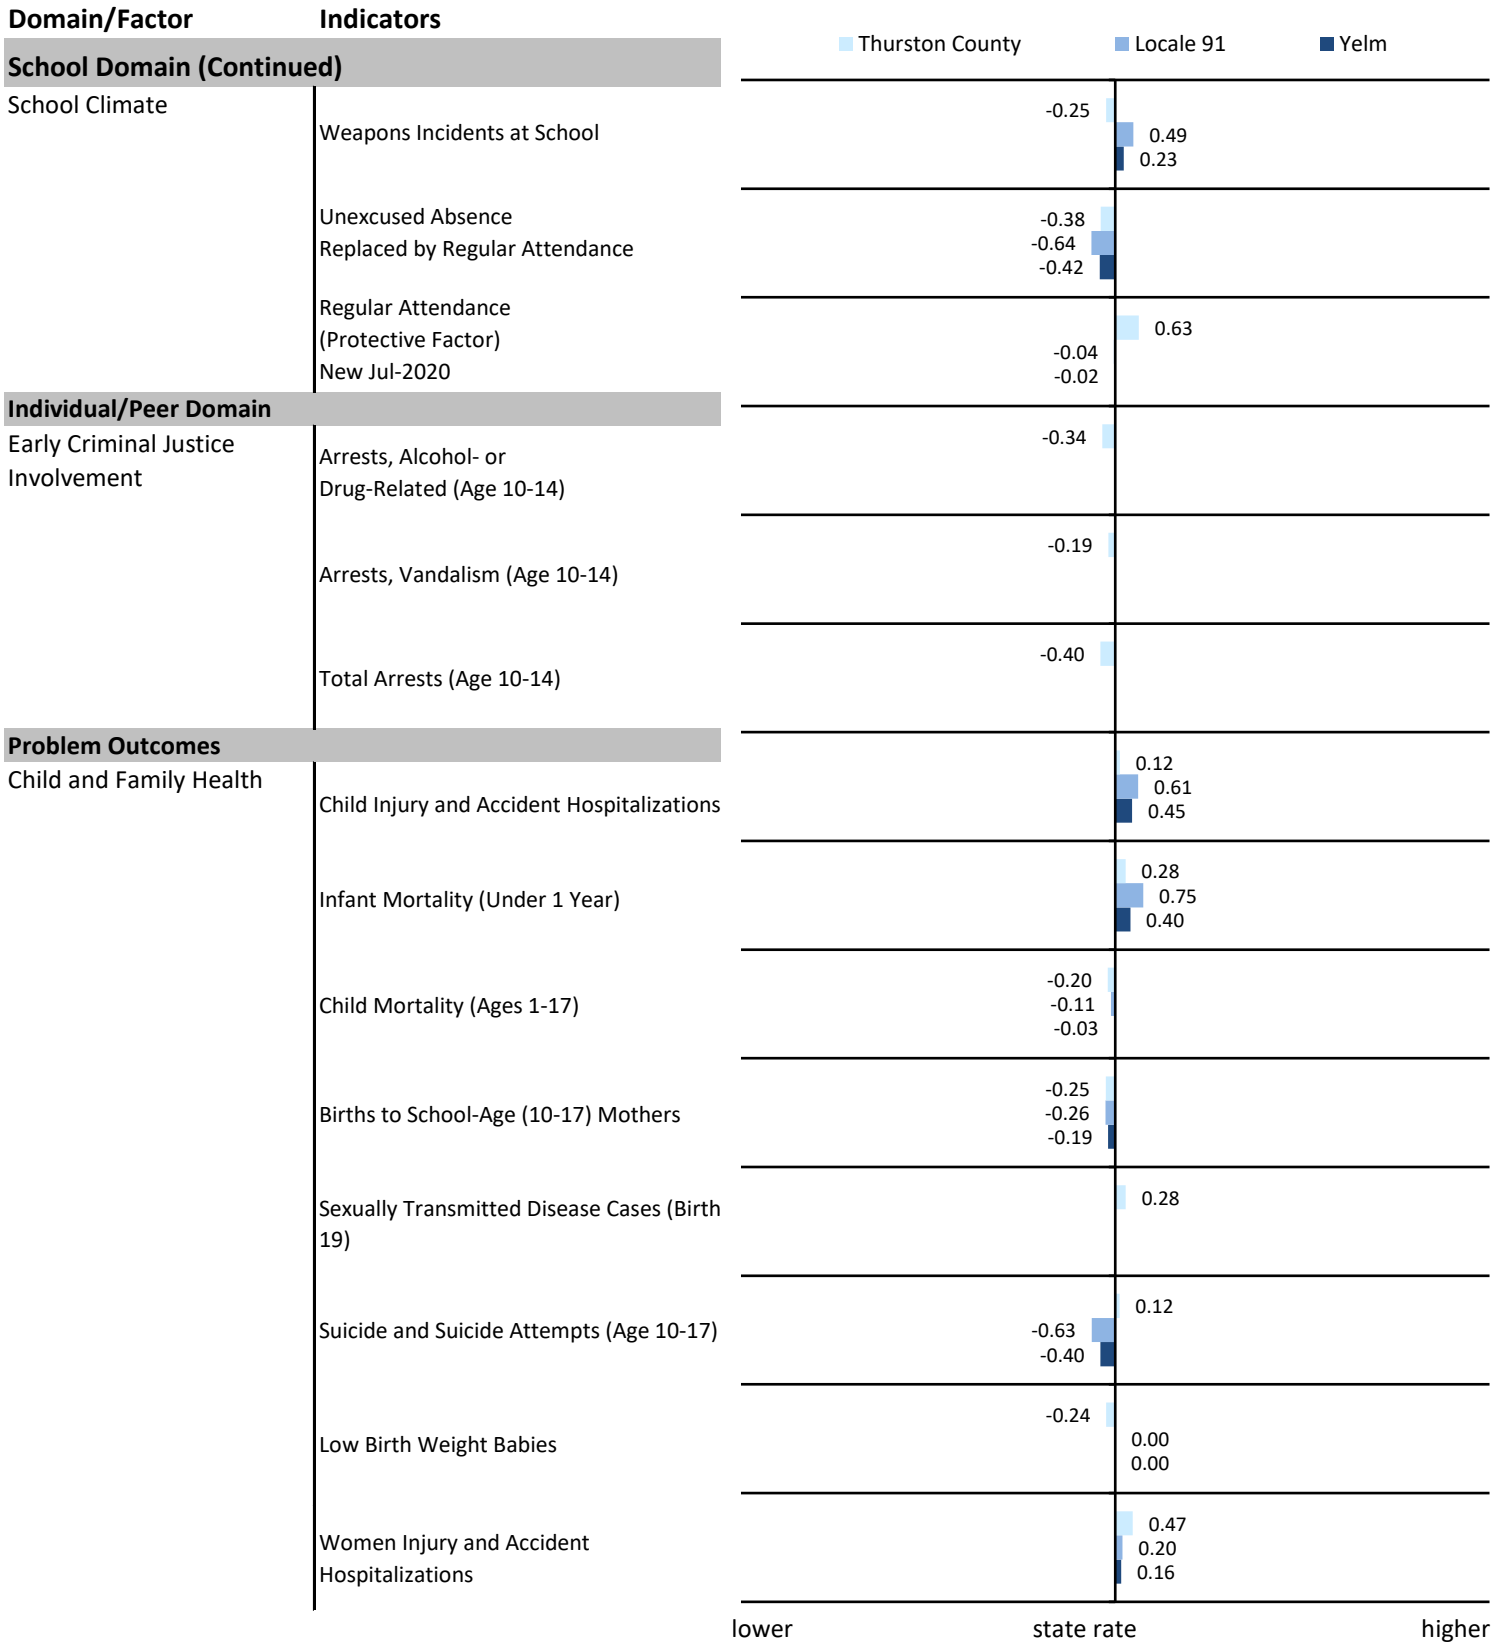 Domain/Factor Indicators
Thurston County Locale 91 Yelm
School Domain (Continued)
School Climate
Weapons Incidents at School
-0.25
0.49
0.23
Unexcused Absence
Replaced by Regular Attendance
-0.38
-0.64
-0.42
Regular Attendance
(Protective Factor)
New Jul-2020
0.63
-0.04
-0.02
Individual/Peer Domain
Early Criminal Justice
Involvement
Arrests, Alcohol- or
Drug-Related (Age 10-14)
-0.34
Arrests, Vandalism (Age 10-14)
-0.19
Total Arrests (Age 10-14)
-0.40
Problem Outcomes
Child and Family Health
Child Injury and Accident Hospitalizations
0.12
0.61
0.45
Infant Mortality (Under 1 Year)
0.28
0.75
0.40
Child Mortality (Ages 1-17)
-0.20
-0.11
-0.03
Births to School-Age (10-17) Mothers
-0.25
-0.26
-0.19
Sexually Transmitted Disease Cases (Birth
19)
0.28
Suicide and Suicide Attempts (Age 10-17)
0.12
-0.63
-0.40
Low Birth Weight Babies
-0.24
0.00
0.00
Women Injury and Accident
Hospitalizations
0.47
0.20
0.16
lower state rate higher